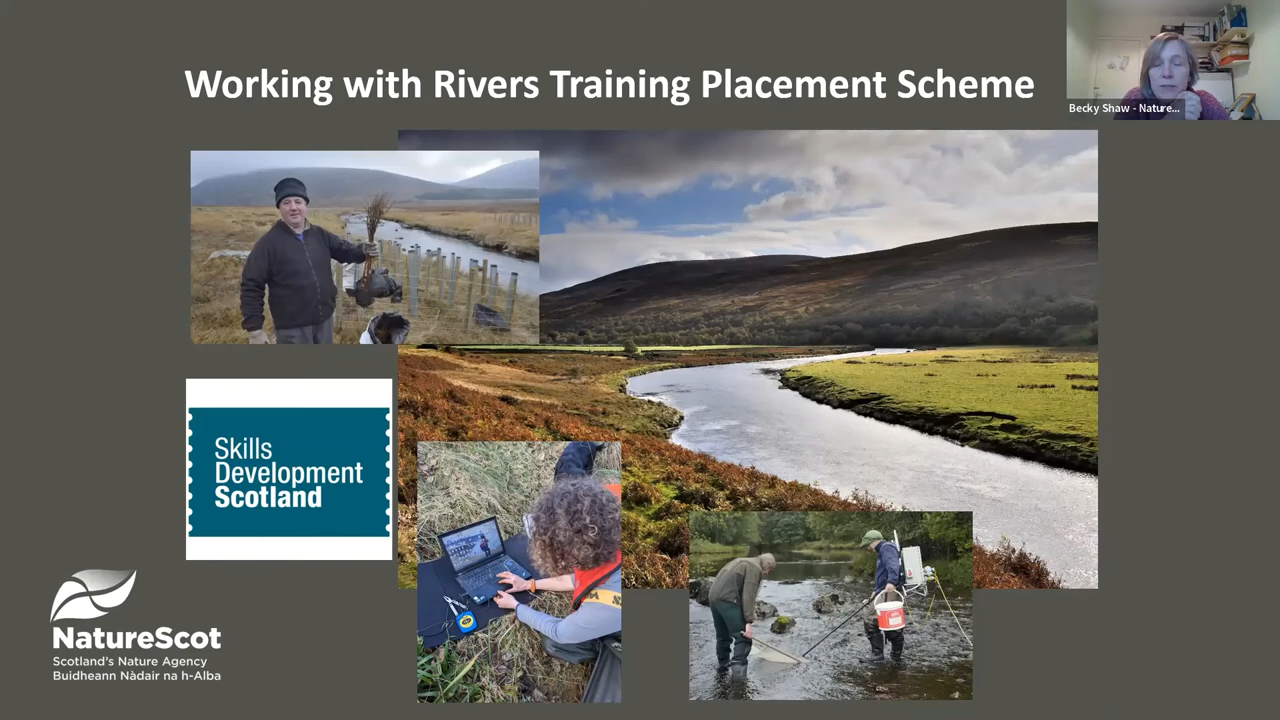 Working with Rivers Training Placement Scheme
Becky Shaw - Nature...
Skills
Development
Scotland
NatureScot
Scotland's Nature Agency
Buidheann Nàdair na h-Alba